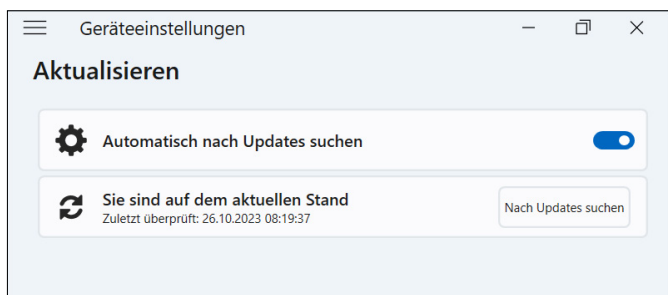 Geräteeinstellungen
Aktualisieren
Automatisch nach Updates suchen
Sie sind auf dem aktuellen Stand
Zuletzt überprüft: 26.10.2023 08:19:37
Nach Updates suchen